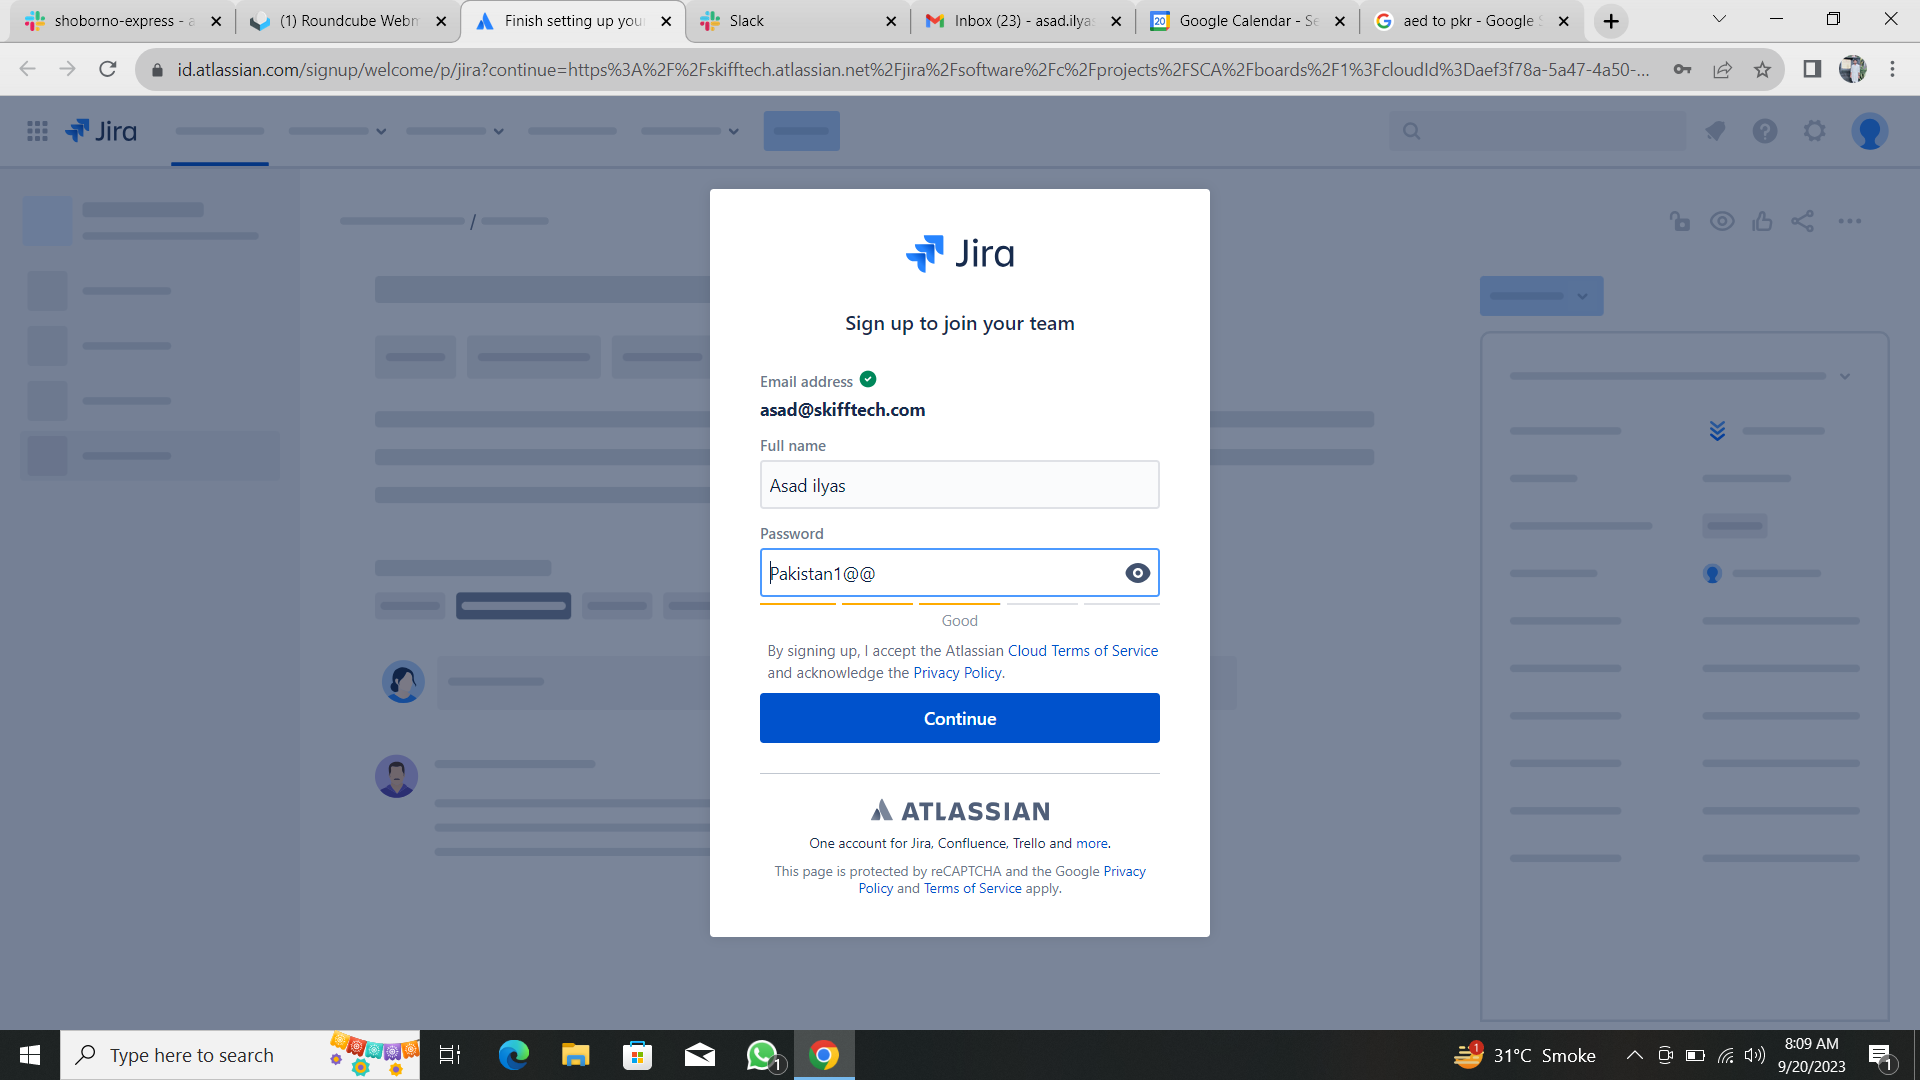 shoborno-express - a
(1) Roundcube Webm
Finish setting up you
Slack
Inbox (23) - asad.ilyas
Google Calendar - Se
aed to pkr - Google S
id.atlassian.com/signup/welcome/p/jira?continue=https%3A%2F%2Fskifftech.atlassian.net%2Fjira%2Fsoftware%2Fc%2Fprojects%2FSCA%2Fboards%2F1%3FcloudId%3Daef3f78a-5a47-4a50-...
Jira
/
Jira
Sign up to join your team
Email address
asad@skifftech.com
Full name
Asad ilyas
Password
Pakistan1@@
Good
By signing up, I accept the Atlassian Cloud Terms of Service
and acknowledge the Privacy Policy.
Continue
ATLASSIAN
One account for Jira, Confluence, Trello and more.
This page is protected by reCAPTCHA and the Google Privacy
Policy and Terms of Service apply.
Type here to search
1
1
31°C Smoke
8:09 AM
9/20/2023
1